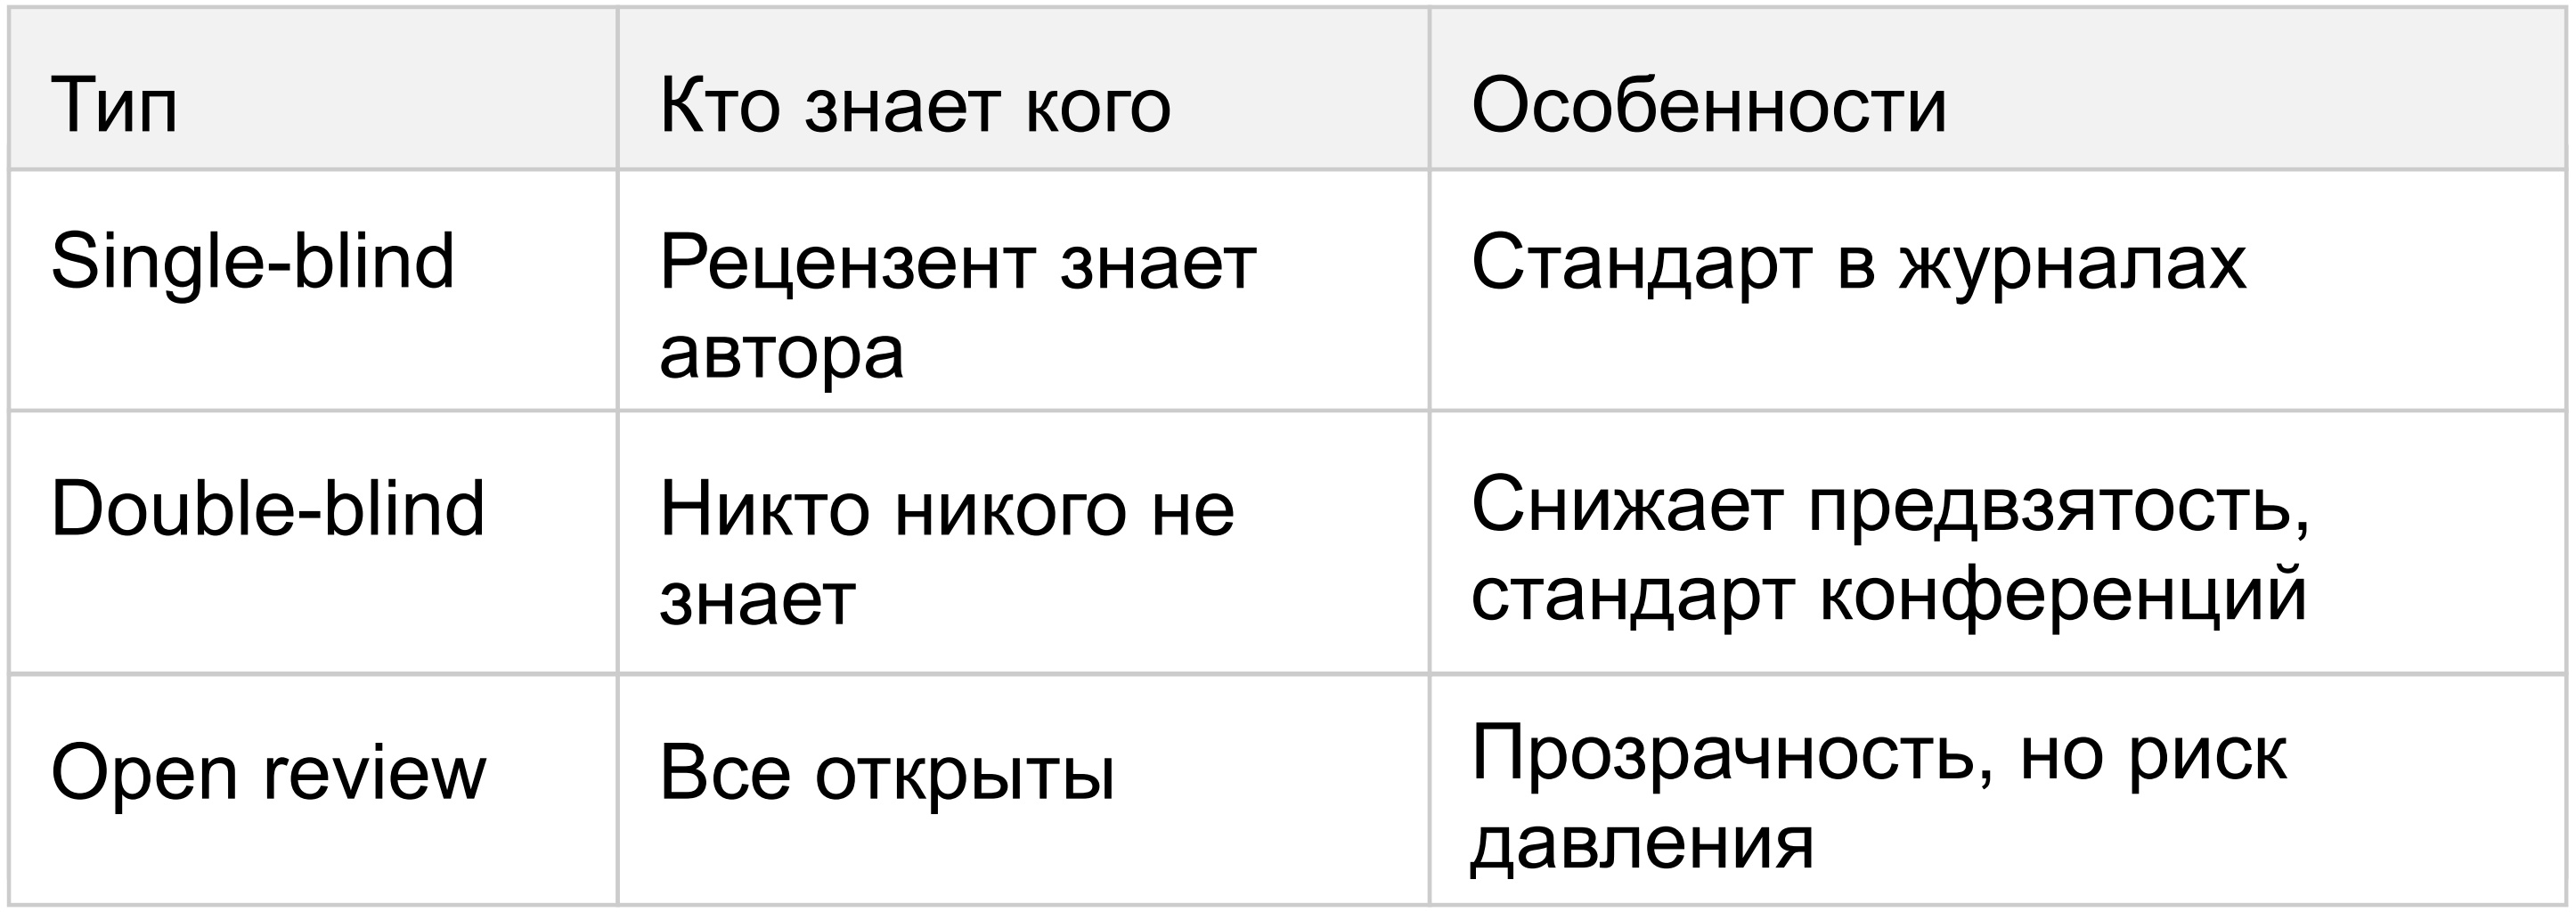 Тип
Кто знает кого
Особенности
Single-blind
Рецензент знает
автора
Стандарт в журналах
Double-blind
Никто никого не
знает
Снижает предвзятость,
стандарт конференций
Open review
Все открыты
Прозрачность, но риск
давления